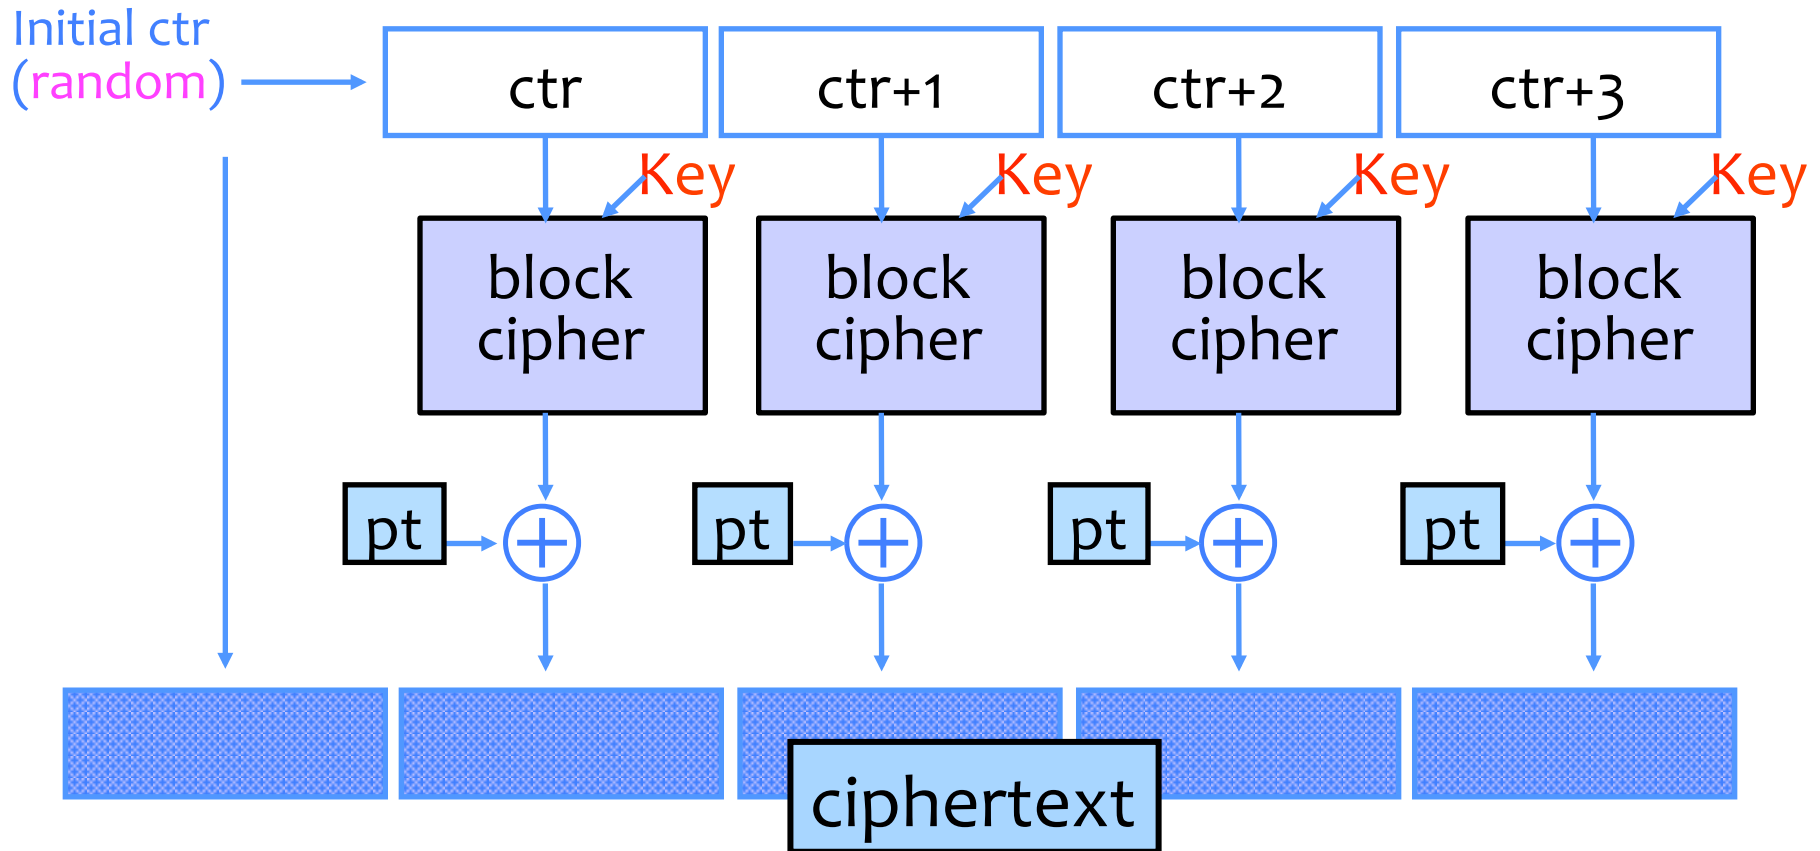 Initial ctr
(random)
ctr
ctr+1
ctr+2
ctr+3
Key
Key
Key
Key
block
cipher
block
cipher
block
cipher
block
cipher
pt
pt
pt
pt
ciphertext